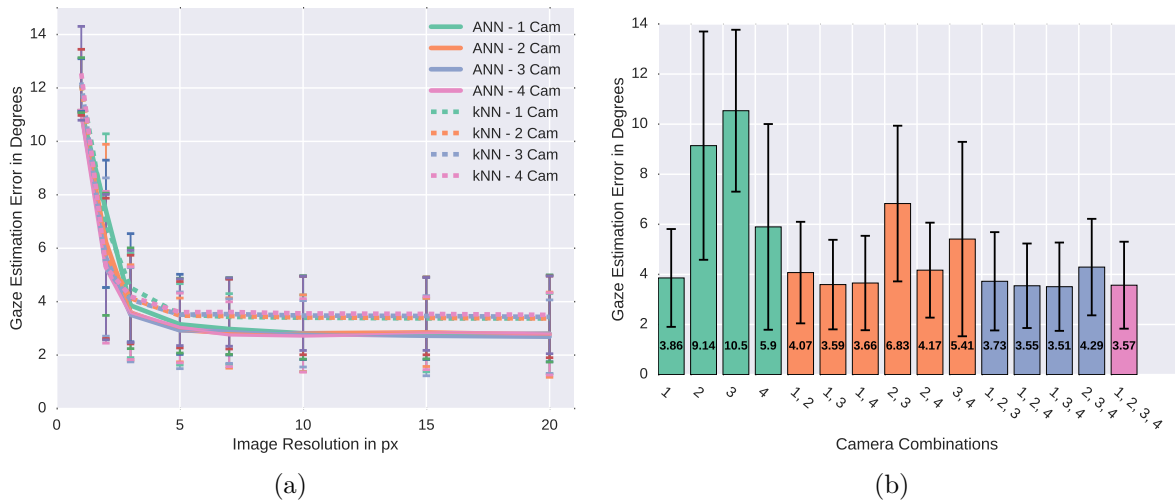 14
12
10
8
6
4
2
0
0
5
10
15
20
Gaze Estimation Error in Degrees
Image Resolution in px
ANN - 1 Cam
ANN - 2 Cam
ANN - 3 Cam
ANN - 4 Cam
kNN - 1 Cam
kNN - 2 Cam
kNN - 3 Cam
kNN - 4 Cam
(a)
14
12
10
8
6
4
2
0
Gaze Estimation Error in Degrees
3.86
9.14
10.5
5.9
4.07
3.59
3.66
6.83
4.17
5.41
3.73
3.55
3.51
4.29
3.57
1
2
3
4
1, 2
1, 3
1, 4
2, 3
2, 4
3, 4
1, 2, 3
1, 2, 4
1, 3, 4
2, 3, 4
1, 2, 3, 4
Camera Combinations
(b)